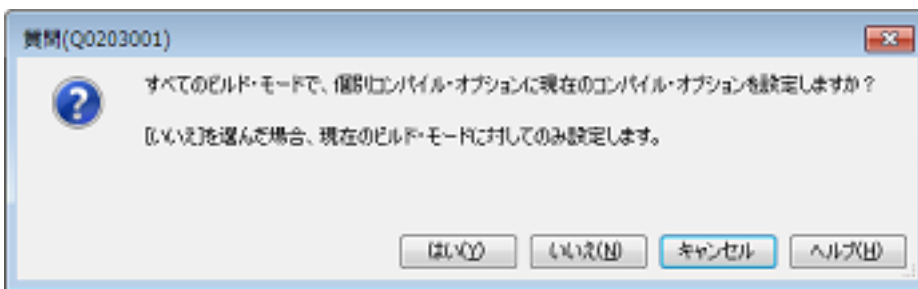 質問(Q0203001)
すべてのビルド・モードで、個別コンパイル・オプションに現在のコンパイル・オプションを設定しますか？
[いいえ]を選んだ場合、現在のビルド・モードに対してのみ設定します。
はい(Y)
いいえ(N)
キャンセル
ヘルプ(H)